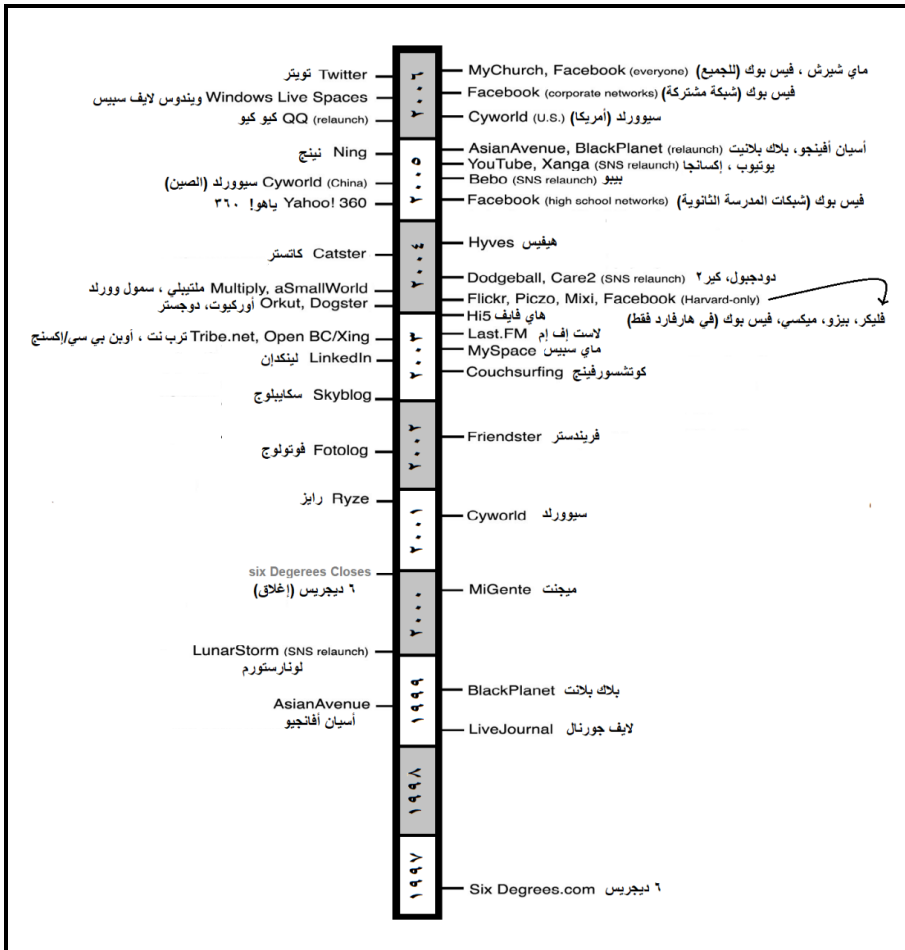 Twitter تويتر
MyChurch, Facebook (everyone) ماي شيرش ، فيس بوك (للجميع)
Windows Live Spaces ويندوس لايف سبيس
Facebook (corporate networks) فيس بوك (شبكة مشتركة)
QQ (relaunch) كيو كيو
Cyworld (U.S.) سيوورلد (أمريكا)
٢٠٠٦
Ning نينج
AsianAvenue, BlackPlanet (relaunch) أسيان أفينجو، بلاك بلانيت
YouTube, Xanga (SNS relaunch) يوتيوب ، إكسانجا
Bebo (SNS relaunch) بيبو
Cyworld (China) سيوورلد (الصين)
Yahoo! 360 ياهو! ٣٦٠
Facebook (high school networks) فيس بوك (شبكات المدرسة الثانوية)
٢٠٠٥
Hyves هيفيس
Catster كاتستر
Dodgeball, Care2 (SNS relaunch) دودجبول، كير ٢
Multiply, aSmallWorld ملتيبلي ، سمول وورلد
Flickr, Piczo, Mixi, Facebook (Harvard-only)
Orkut, Dogster أوركيوت، دوجستر
فليكر، بيزو، ميكسي، فيس بوك (في هارفارد فقط)
Hi5 هاي فايف
٢٠٠٤
Last.FM لاست إف إم
Tribe.net, Open BC/Xing ترب نت ، أوبن بي سي/إكسنج
MySpace ماي سبيس
LinkedIn لينكدإن
Couchsurfing كوتشسورفينج
Skyblog سكايبلوج
٢٠٠٣
Friendster فريندستر
Fotolog فوتولوج
٢٠٠٢
Ryze رايز
Cyworld سيوورلد
٢٠٠١
six Degerees Closes
٦ ديجريس (إغلاق)
MiGente ميجنت
٢٠٠٠
LunarStorm (SNS relaunch)
لونارستورم
BlackPlanet بلاك بلانت
AsianAvenue
أسيان أفانجيو
LiveJournal لايف جورنال
١٩٩٩
١٩٩٨
١٩٩٧
Six Degrees.com ٦ ديجريس